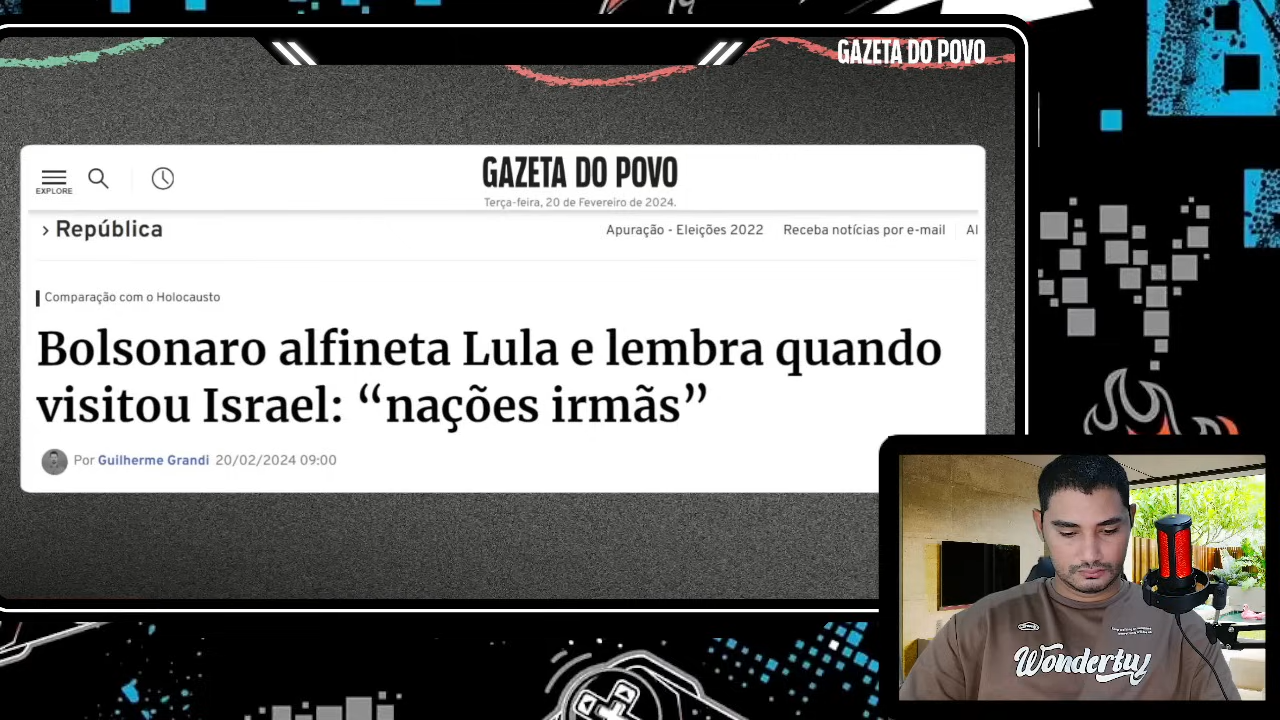 GAZETA DO POVO
GAZETA DO POVO
EXPLORE
Terça-feira, 20 de Fevereiro de 2024.
República
Apuração - Eleições 2022 Receba notícias por e-mail
Comparação com o Holocausto
Bolsonaro alfineta Lula e lembra quando
visitou Israel: “nações irmãs”
Por Guilherme Grandi 20/02/2024 09:00
Wonderful